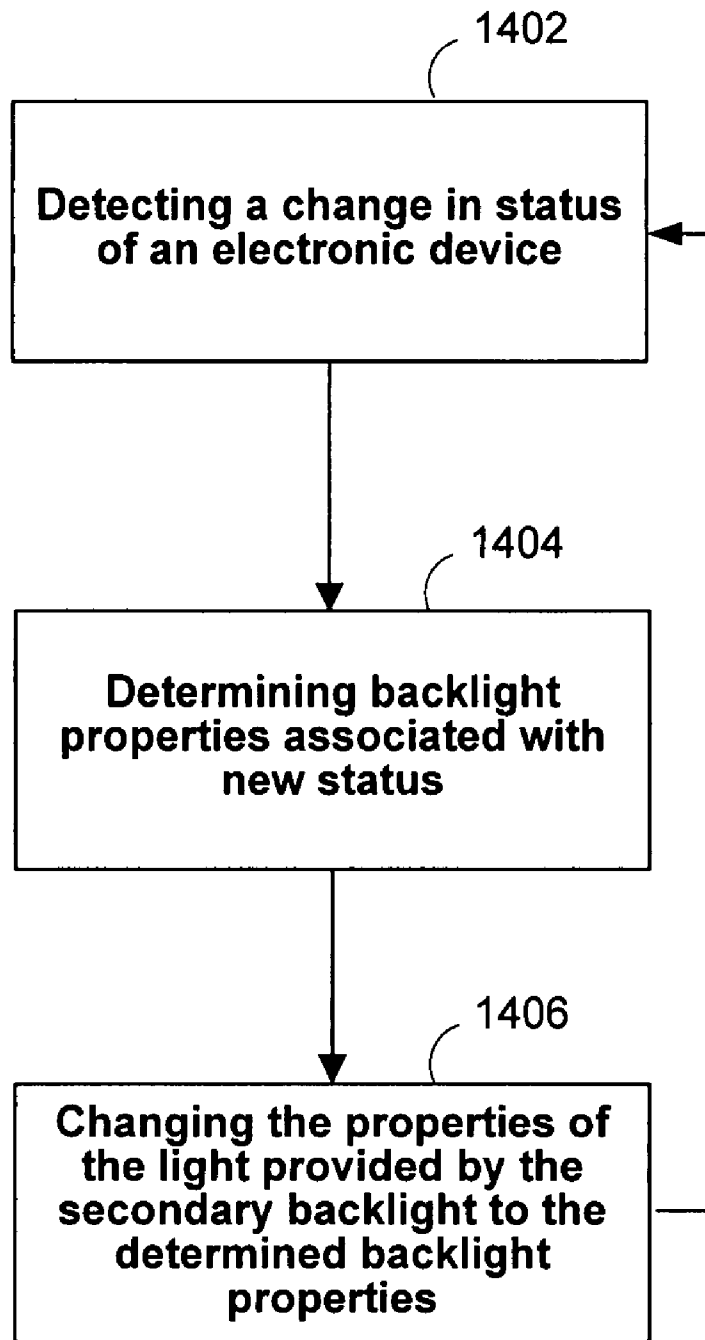 1402
Detecting a change in status
of an electronic device
1404
Determining backlight
properties associated with
new status
1406
Changing the properties of
the light provided by the
secondary backlight to the
determined backlight
properties